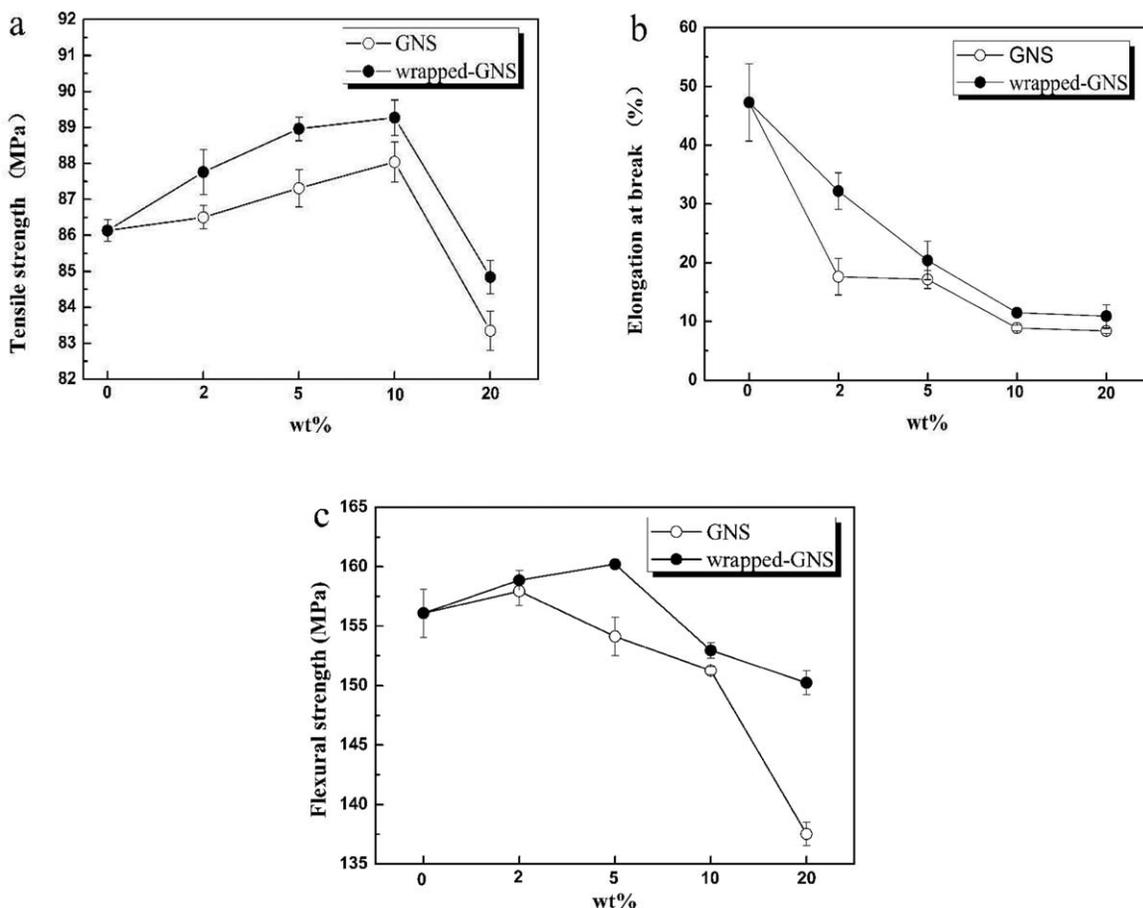 a
92
91
90
89
88
87
86
85
84
83
82
Tensile strength (MPa)
GNS
wrapped-GNS
0 2 5 10 20
wt%
b
60
50
40
30
20
10
0
Elongation at break (%)
GNS
wrapped-GNS
0 2 5 10 20
wt%
c
165
160
155
150
145
140
135
Flexural strength (MPa)
GNS
wrapped-GNS
0 2 5 10 20
wt%